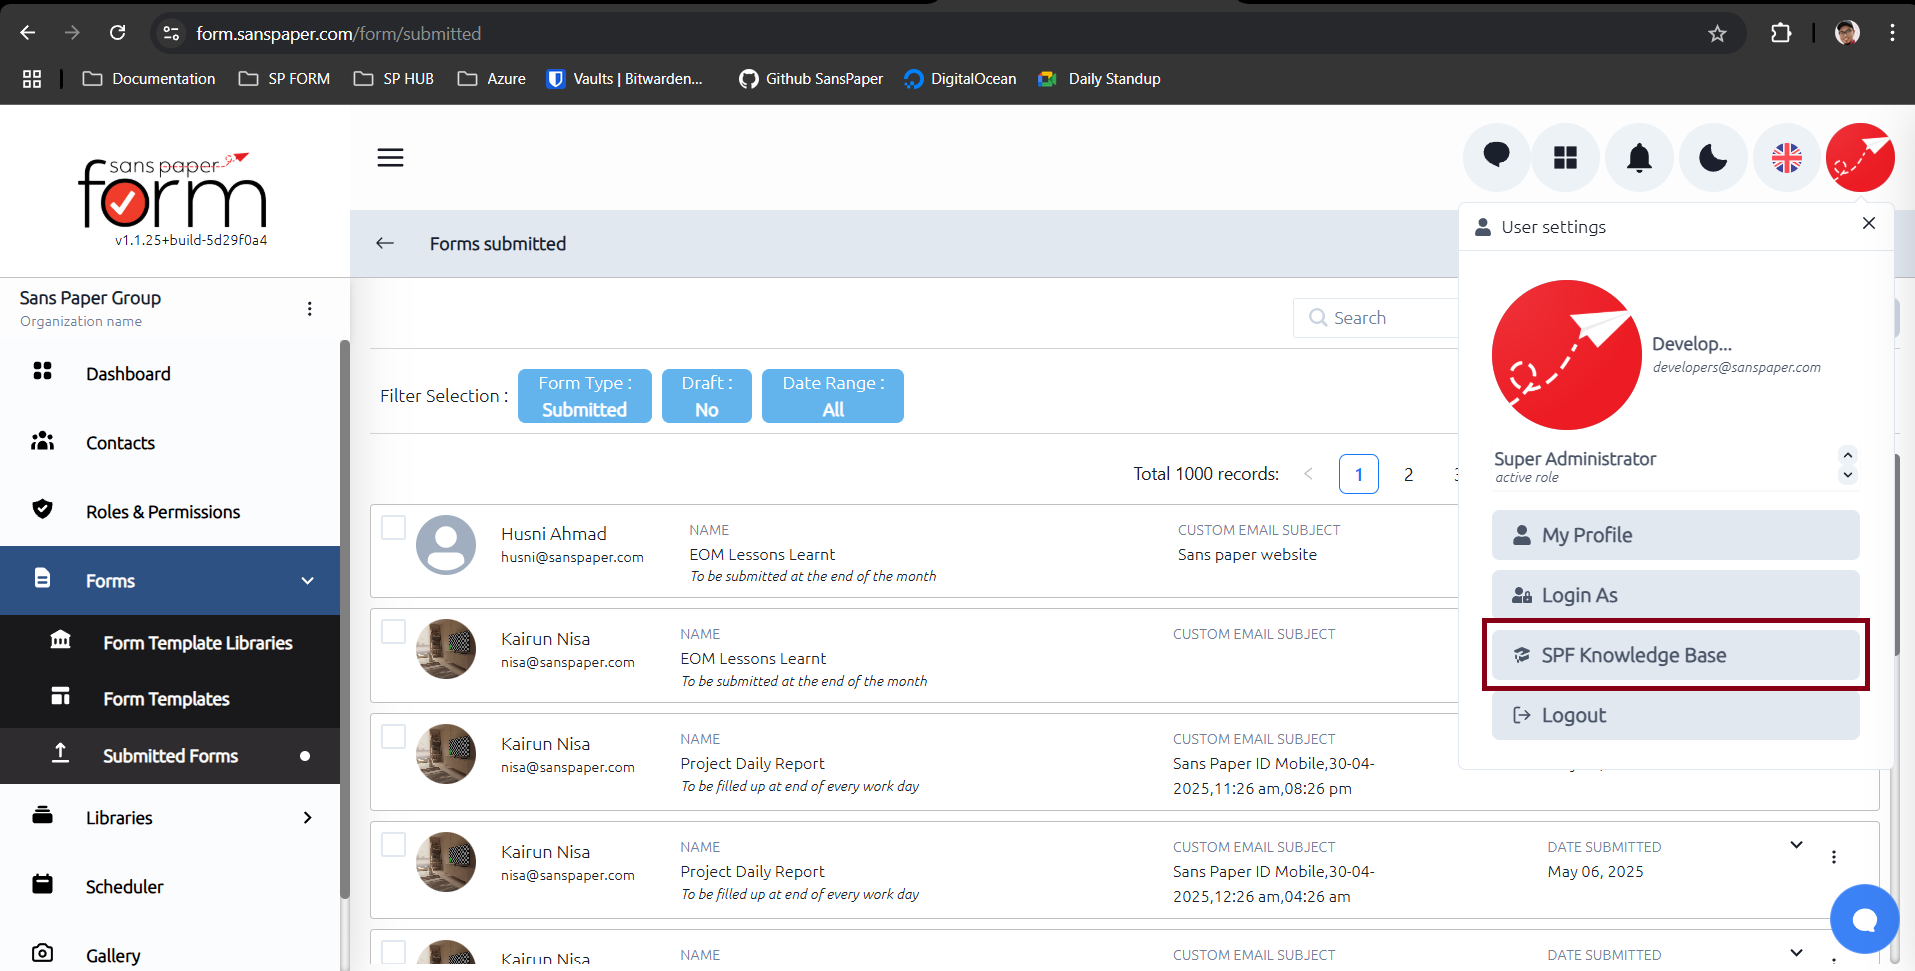 form.sanspaper.com/form/submitted
Documentation
SP FORM
SP HUB
Azure
Vaults | Bitwarden...
Github SansPaper
DigitalOcean
Daily Standup
sans paper
form
v1.1.25+build-5d29f0a4
Forms submitted
User settings
Sans Paper Group
Organization name
Search
Develop...
developers@sanspaper.com
Dashboard
Filter Selection :
Form Type :
Submitted
Draft :
No
Date Range :
All
Contacts
Total 1000 records:
1
2
Super Administrator
active role
Roles & Permissions
Husni Ahmad
husni@sanspaper.com
NAME
EOM Lessons Learnt
To be submitted at the end of the month
CUSTOM EMAIL SUBJECT
Sans paper website
My Profile
Login As
SPF Knowledge Base
Logout
Forms
Form Template Libraries
Form Templates
Submitted Forms
Kairun Nisa
nisa@sanspaper.com
NAME
EOM Lessons Learnt
To be submitted at the end of the month
CUSTOM EMAIL SUBJECT
Kairun Nisa
nisa@sanspaper.com
NAME
Project Daily Report
To be filled up at end of every work day
CUSTOM EMAIL SUBJECT
Sans Paper ID Mobile,30-04-
2025,11:26 am,08:26 pm
Libraries
Kairun Nisa
nisa@sanspaper.com
NAME
Project Daily Report
To be filled up at end of every work day
CUSTOM EMAIL SUBJECT
Sans Paper ID Mobile,30-04-
2025,12:26 am,04:26 am
DATE SUBMITTED
May 06, 2025
Scheduler
Gallery
Kairun Nisa
NAME
CUSTOM EMAIL SUBJECT
DATE SUBMITTED